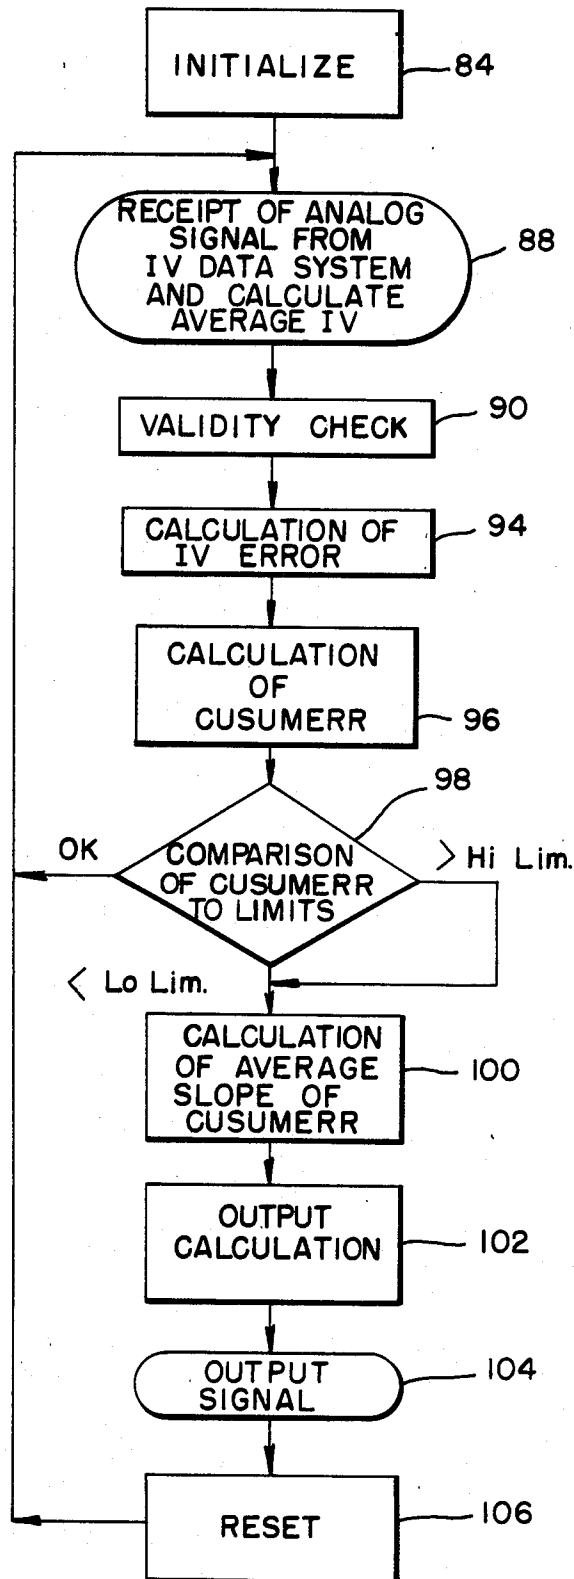 INITIALIZE
84
RECEIPT OF ANALOG
SIGNAL FROM
IV DATA SYSTEM
AND CALCULATE
AVERAGE IV
88
VALIDITY CHECK
90
CALCULATION OF
IV ERROR
94
CALCULATION
OF
CUSUMERR
96
98
OK
COMPARISON
OF CUSUMERR
TO LIMITS
> Hi Lim.
< Lo Lim.
CALCULATION
OF AVERAGE
SLOPE OF
CUSUMERR
100
OUTPUT
CALCULATION
102
OUTPUT
SIGNAL
104
RESET
106